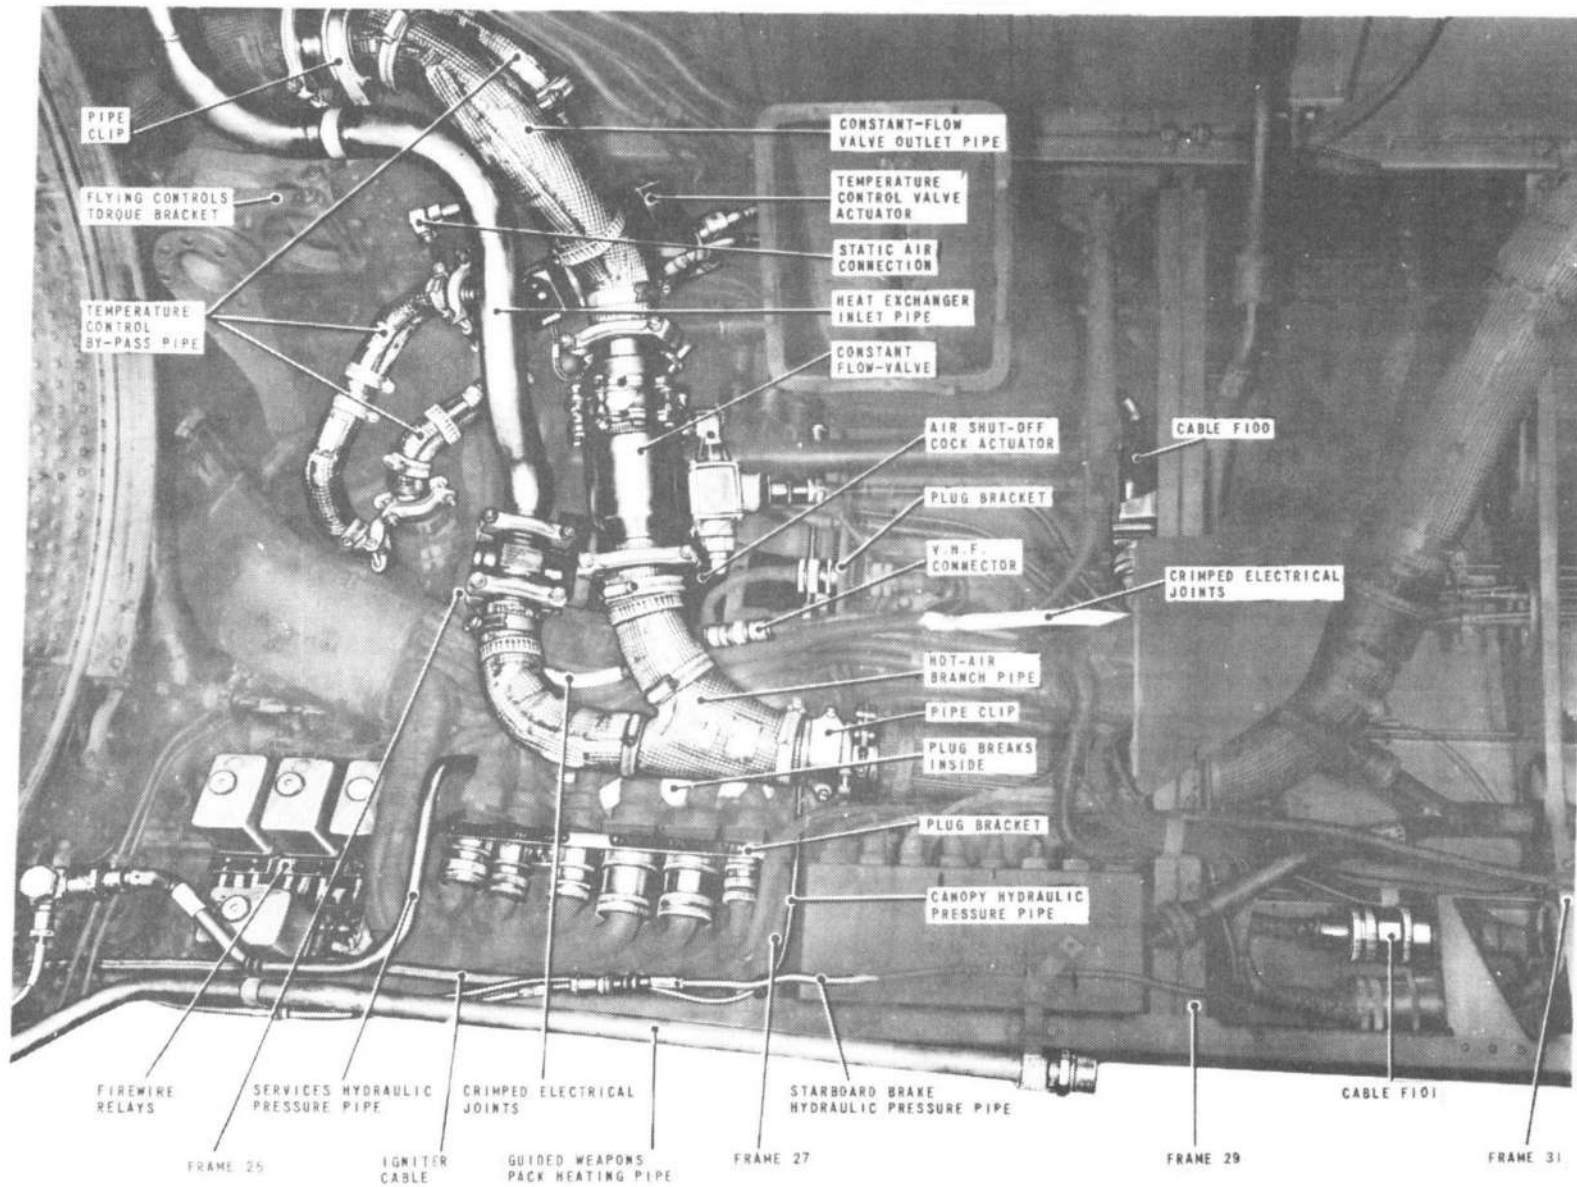 PIPE
CLIP
FLYING CONTROLS
TORQUE BRACKET
TEMPERATURE
CONTROL
BY-PASS PIPE
CONSTANT-FLOW
VALVE OUTLET PIPE
TEMPERATURE
CONTROL VALVE
ACTUATOR
STATIC AIR
CONNECTION
HEAT EXCHANGER
INLET PIPE
CONSTANT
FLOW-VALVE
AIR SHUT-OFF
COCK ACTUATOR
CABLE F100
PLUG BRACKET
V.H.F.
CONNECTOR
CRIMPED ELECTRICAL
JOINTS
HOT-AIR
BRANCH PIPE
PIPE CLIP
PLUG BREAKS
INSIDE
PLUG BRACKET
CANOPY HYDRAULIC
PRESSURE PIPE
FIREWIRE
RELAYS
SERVICES HYDRAULIC
PRESSURE PIPE
CRIMPED ELECTRICAL
JOINTS
STARBOARD BRAKE
HYDRAULIC PRESSURE PIPE
CABLE F101
FRAME 25
IGNITER
CABLE
GUIDED WEAPONS
PACK HEATING PIPE
FRAME 27
FRAME 29
FRAME 31